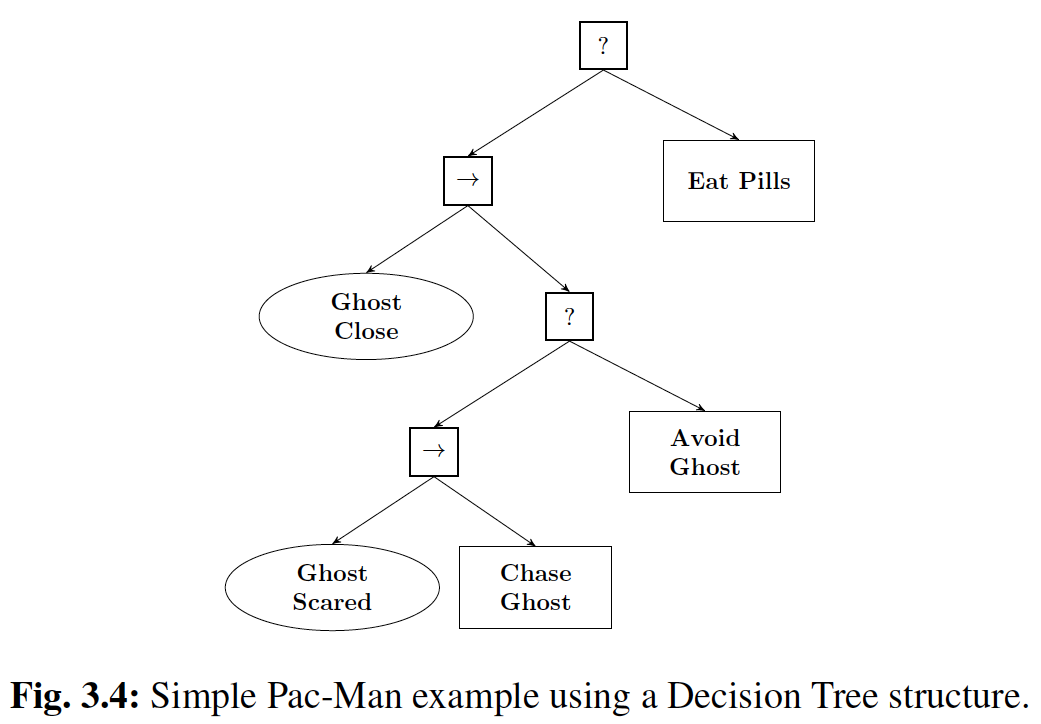 ?
→
Eat Pills
Ghost
Close
?
→
Avoid
Ghost
Ghost
Scared
Chase
Ghost
Fig. 3.4: Simple Pac-Man example using a Decision Tree structure.